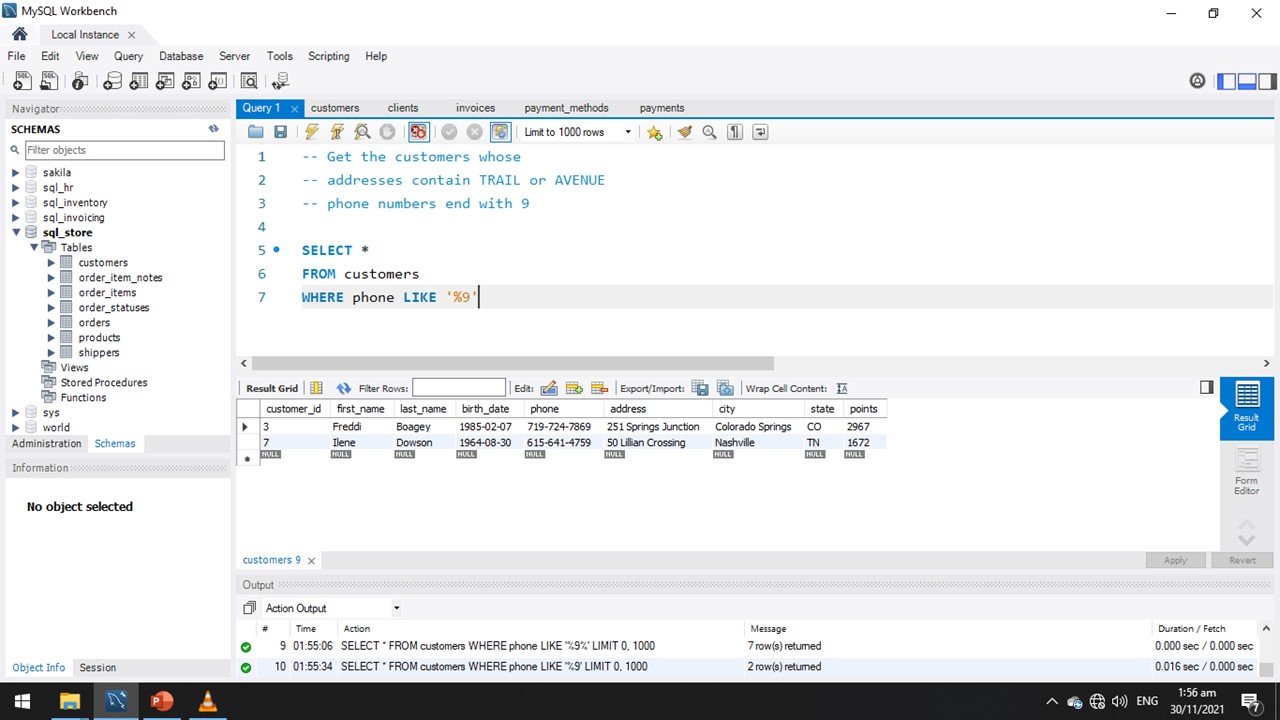 MySQL Workbench
Local Instance
File Edit View Query Database Server Tools Scripting Help
Navigator
SCHEMAS
Filter objects
sakila
sql_hr
sql_inventory
sql_invoicing
sql_store
Tables
customers
order_item_notes
order_items
order_statuses
orders
products
shippers
Views
Stored Procedures
Functions
sys
world
Administration Schemas
Information
No object selected
Object Info Session
Query 1 customers clients invoices payment_methods payments
Limit to 1000 rows
1 -- Get the customers whose
2 -- addresses contain TRAIL or AVENUE
3 -- phone numbers end with 9
4
5 SELECT *
6 FROM customers
7 WHERE phone LIKE '%9'
Result Grid Filter Rows: Edit: Export/Import: Wrap Cell Content:
customer_id first_name last_name birth_date phone address city state points
3 Freddi Boagey 1985-02-07 719-724-7869 251 Springs Junction Colorado Springs CO 2967
7 Ilene Dowson 1964-08-30 615-641-4759 50 Lillian Crossing Nashville TN 1672
NULL NULL NULL NULL NULL NULL NULL NULL NULL
Result
Grid
Form
Editor
customers 9 Apply Revert
Output
Action Output
# Time Action Message Duration / Fetch
9 01:55:06 SELECT * FROM customers WHERE phone LIKE '%9%' LIMIT 0, 1000 7 row(s) returned 0.000 sec / 0.000 sec
10 01:55:34 SELECT * FROM customers WHERE phone LIKE '%9' LIMIT 0, 1000 2 row(s) returned 0.016 sec / 0.000 sec
ENG
1:56 am
30/11/2021
7